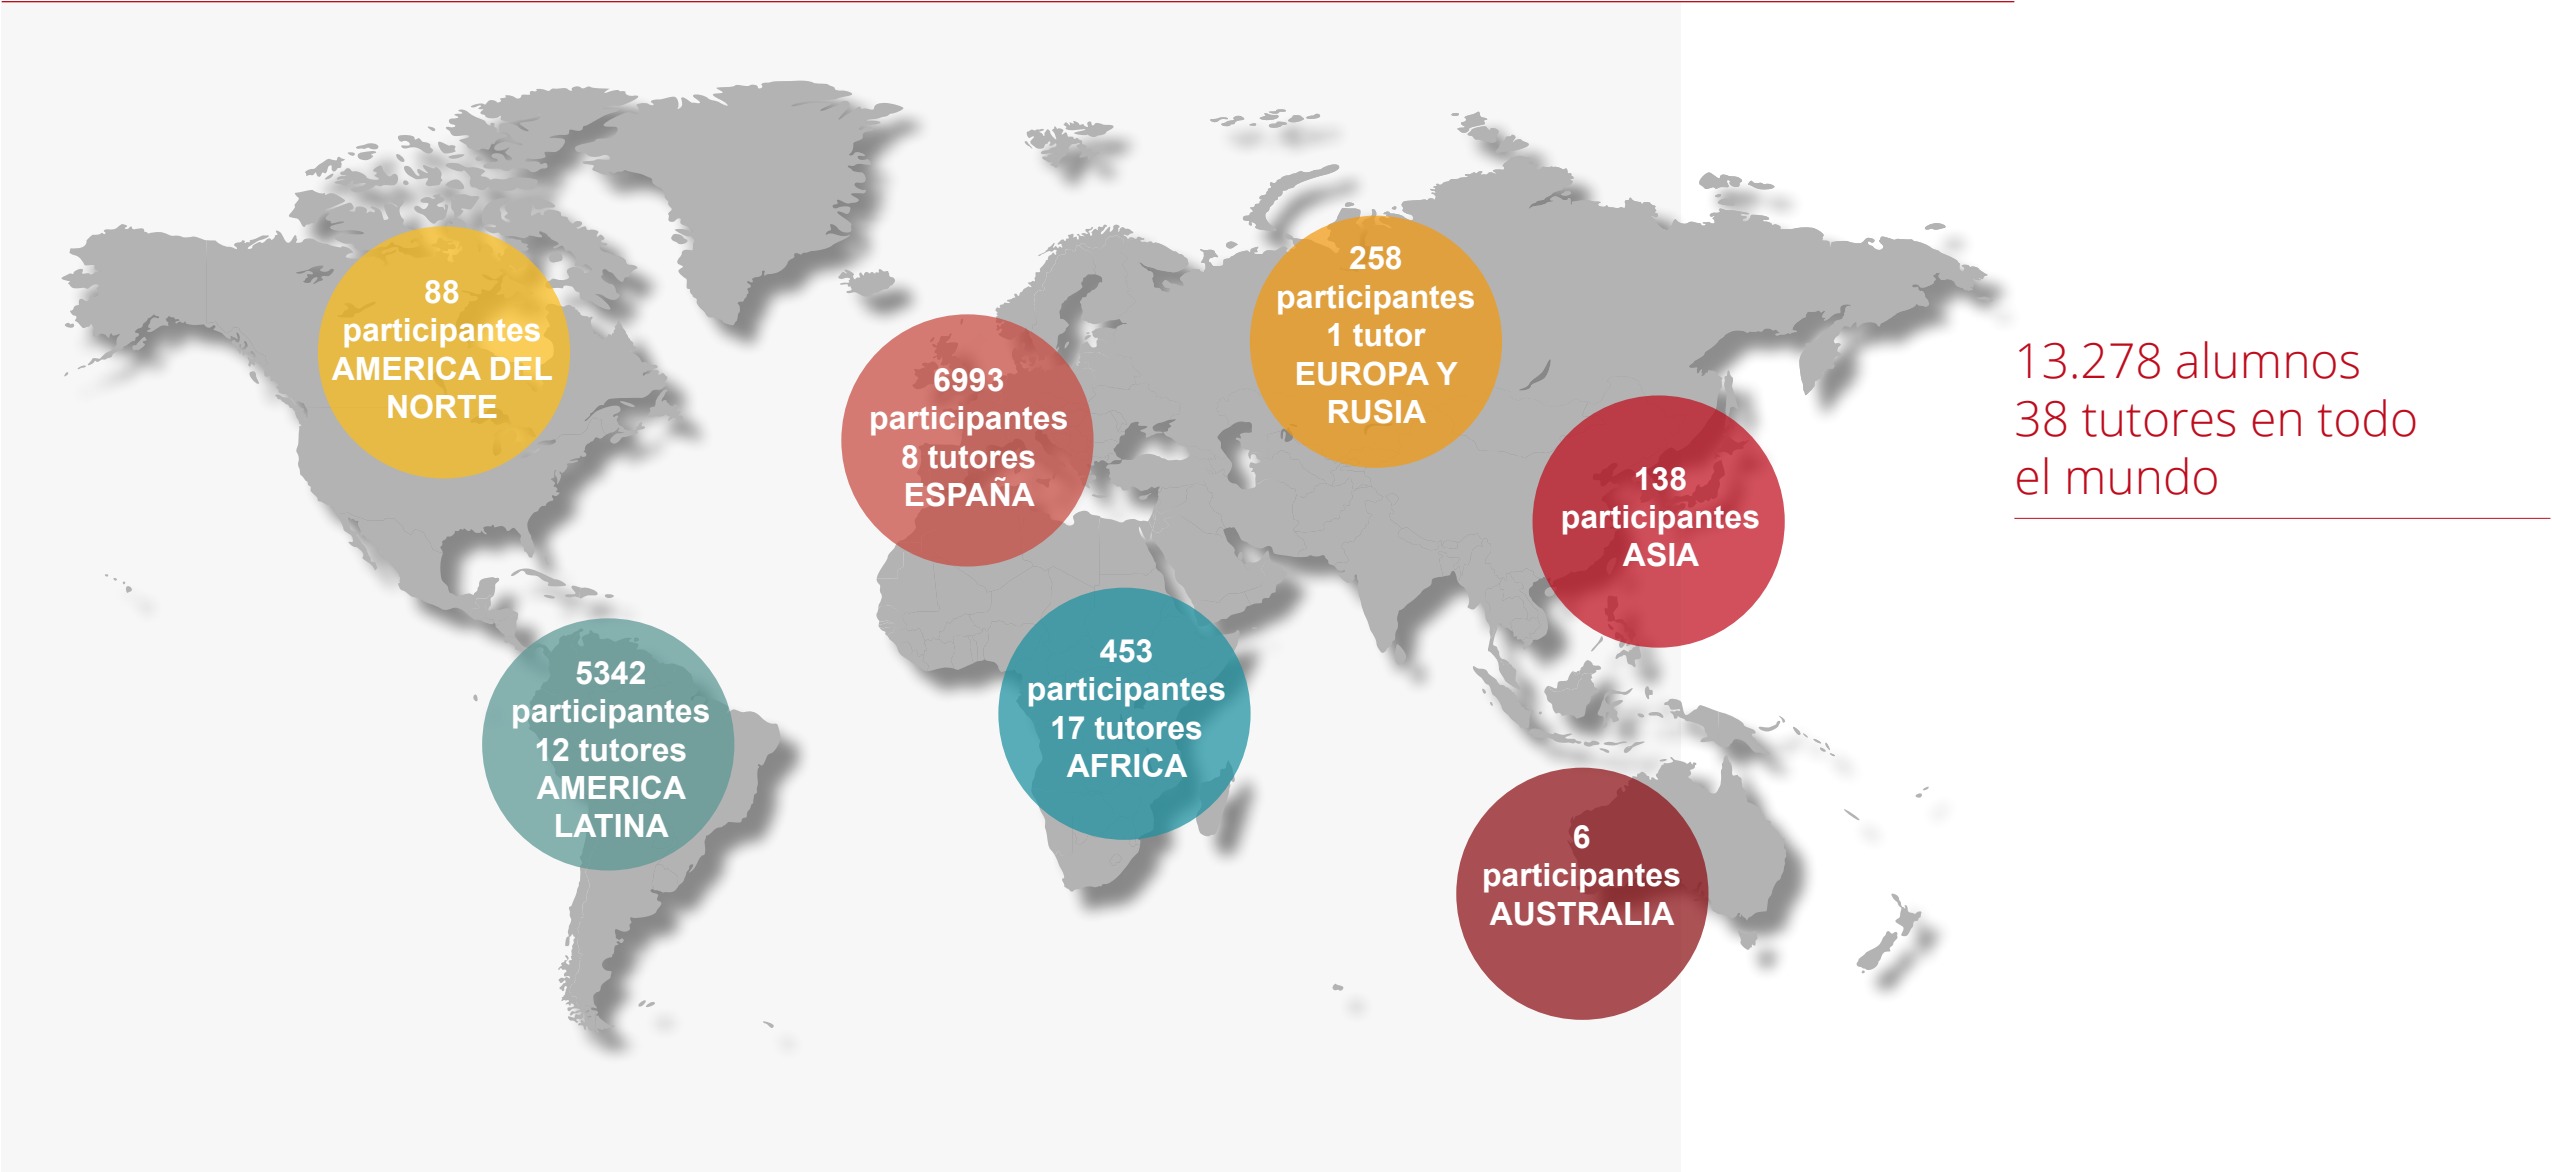 88
participantes
AMERICA DEL
NORTE
6993
participantes
8 tutores
ESPAÑA
258
participantes
1 tutor
EUROPA Y
RUSIA
138
participantes
ASIA
5342
participantes
12 tutores
AMERICA
LATINA
453
participantes
17 tutores
AFRICA
6
participantes
AUSTRALIA
13.278 alumnos
38 tutores en todo
el mundo